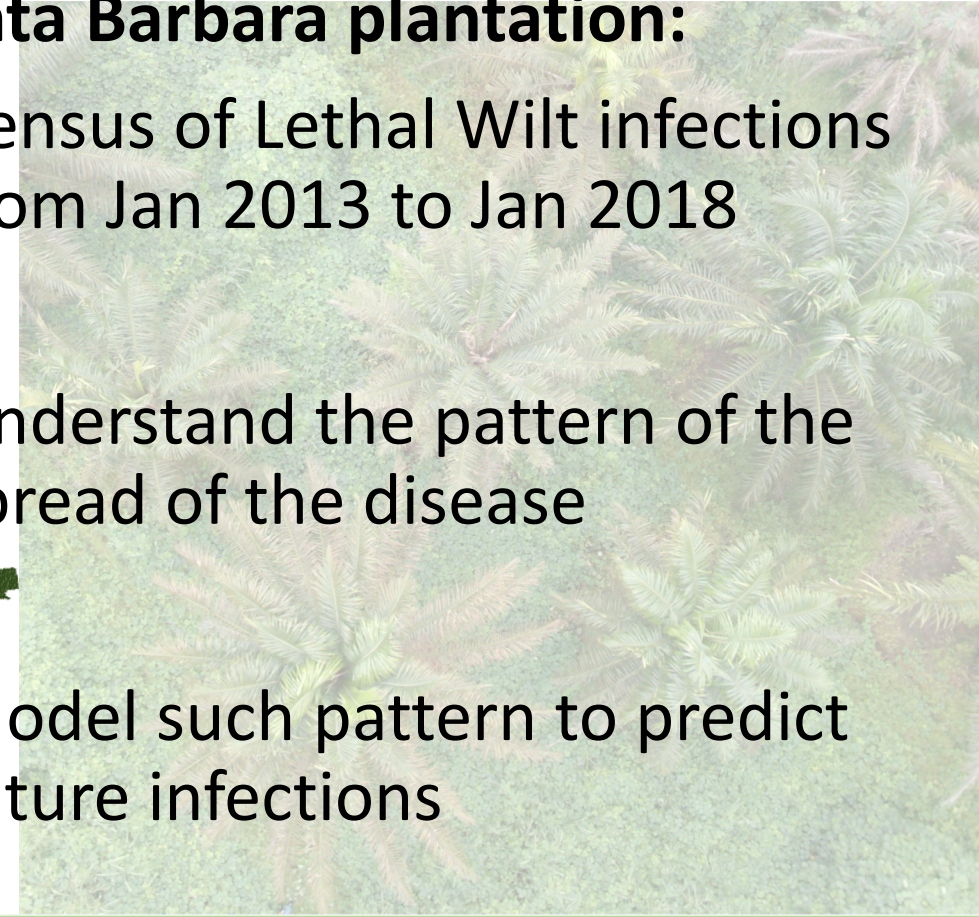 ta Barbara plantation:
ensus of Lethal Wilt infections
om Jan 2013 to Jan 2018
nderstand the pattern of the
pread of the disease
odel such pattern to predict
ture infections